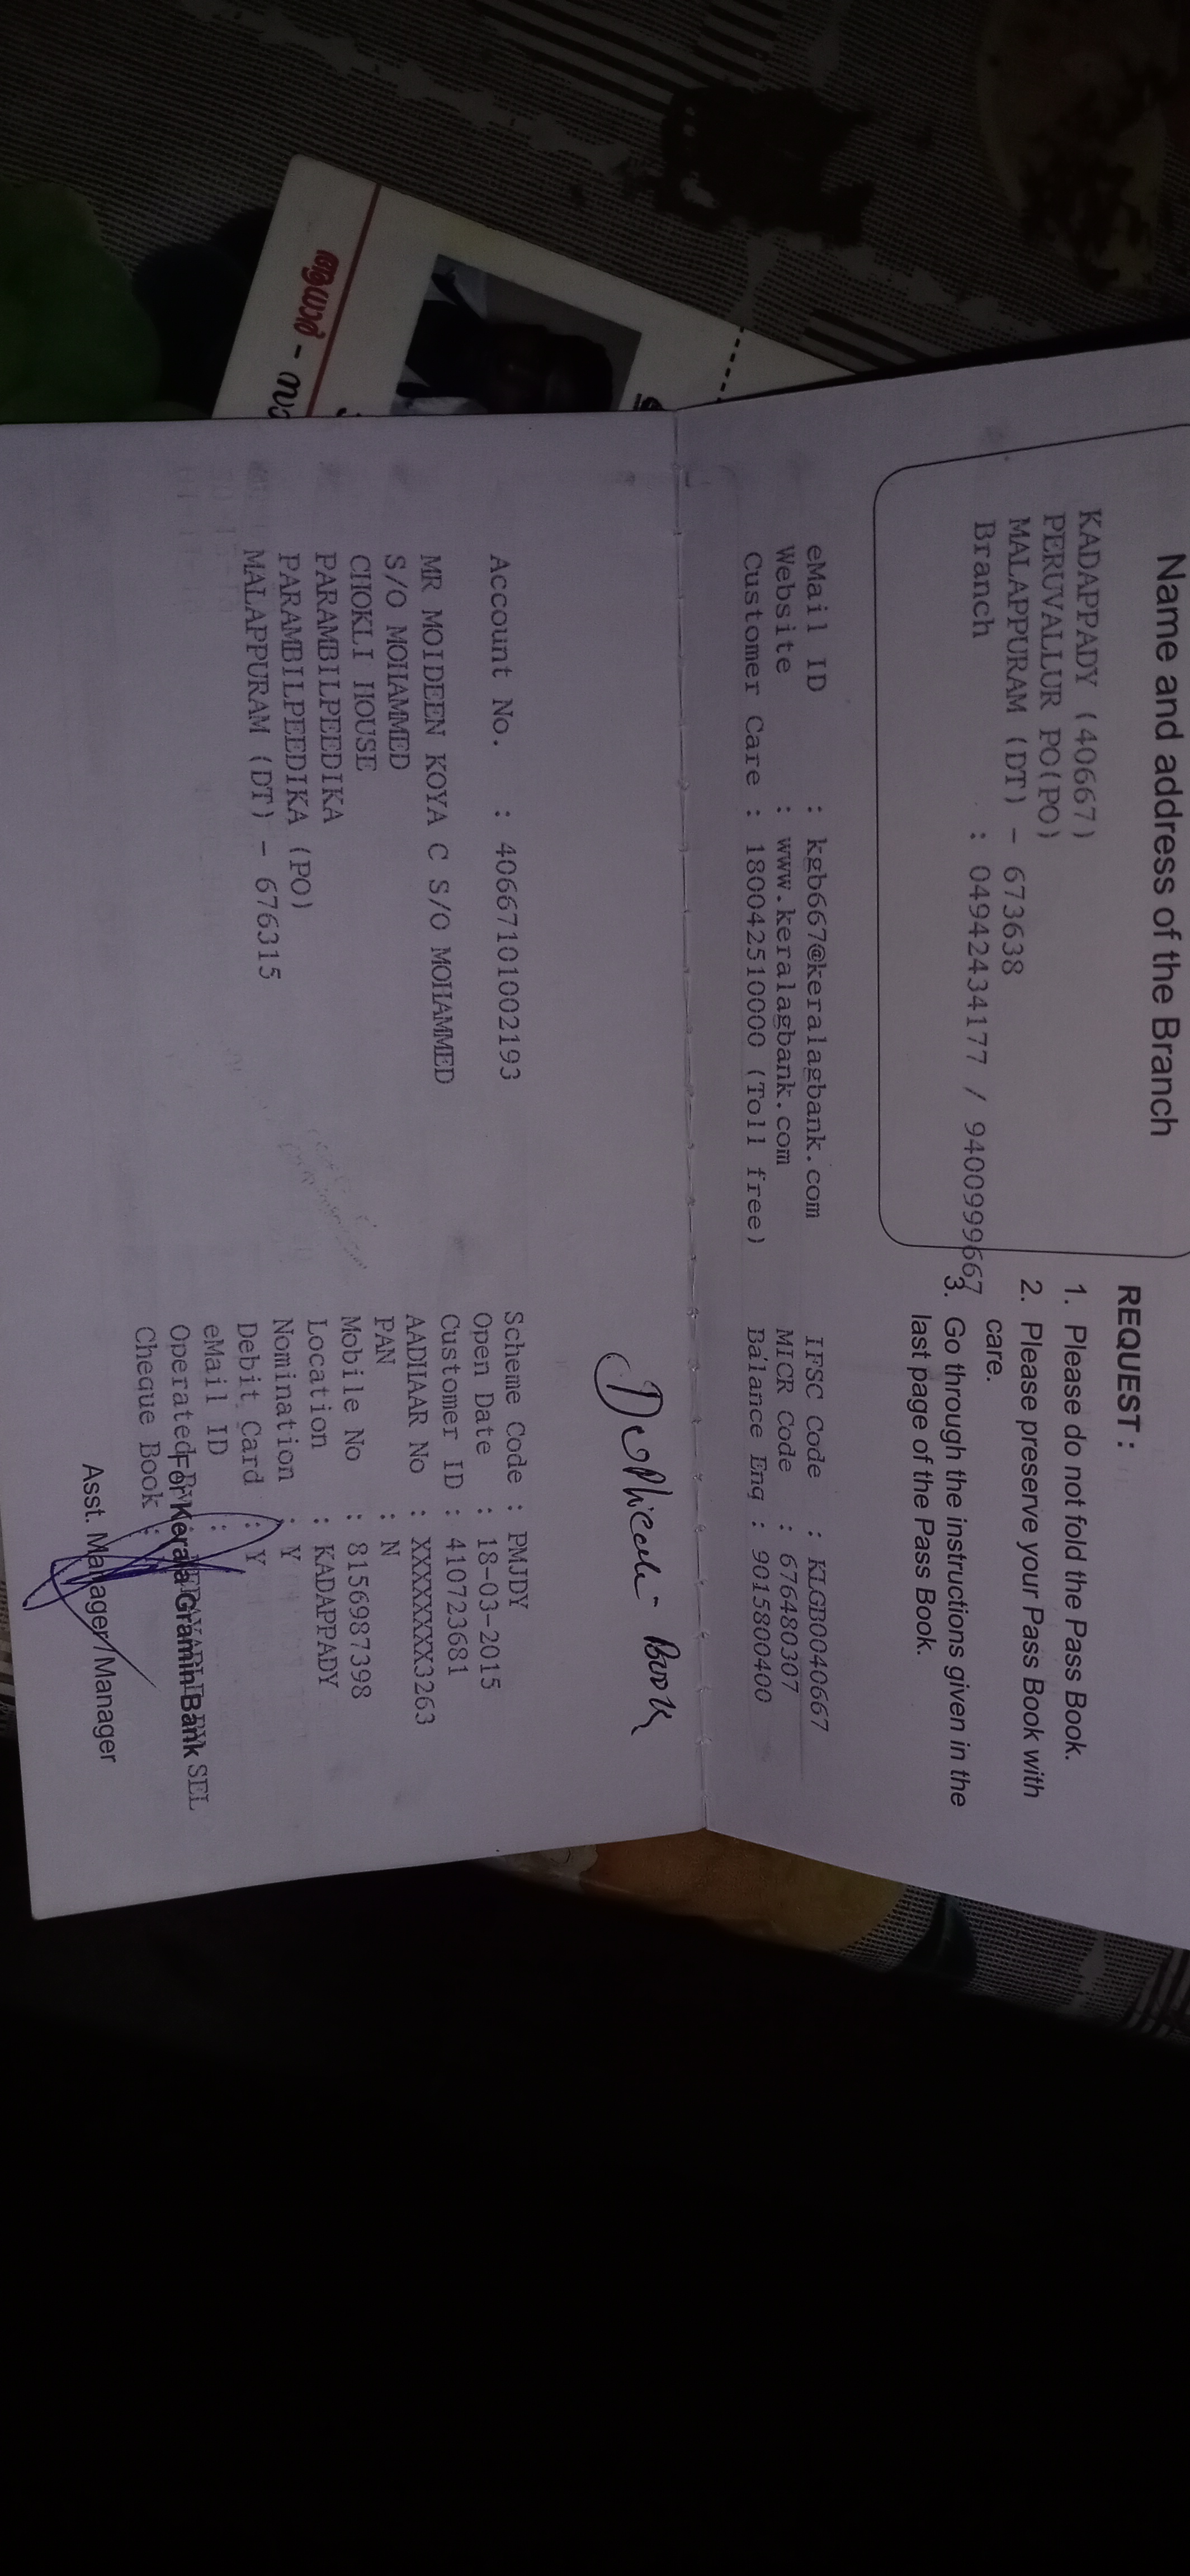 Name and address of the Branch
KADAPPADY (40667)
PERUVALLUR PO(PO)
MALAPPURAM (DT) - 673638
Branch : 04942434177 / 9400999667
REQUEST :
1. Please do not fold the Pass Book.
2. Please preserve your Pass Book with
care.
3. Go through the instructions given in the
last page of the Pass Book.
eMail ID : kgb667@keralagbank.com
Website : www.keralagbank.com
Customer Care : 180042510000 (Toll free)
IFSC Code : KLGB0040667
MICR Code : 676480307
Balance Enq : 9015800400
Duplicate Book
Account No. : 40667101002193
MR MOIDEEN KOYA C S/O MOHAMMED
S/O MOHAMMED
CHOKLI HOUSE
PARAMBILPEEDIKA
PARAMBILPEEDIKA (PO)
MALAPPURAM (DT) - 676315
Scheme Code : PMJDY
Open Date : 18-03-2015
Customer ID : 410723681
AADHAAR No : XXXXXXXX3263
PAN : N
Mobile No : 8156987398
Location : KADAPPADY
Nomination : Y
Debit Card : Y
eMail ID :
Operated SEL
For Kerala Gramin Bank
Cheque Book :
Asst. Manager/Manager
ആധാർ -